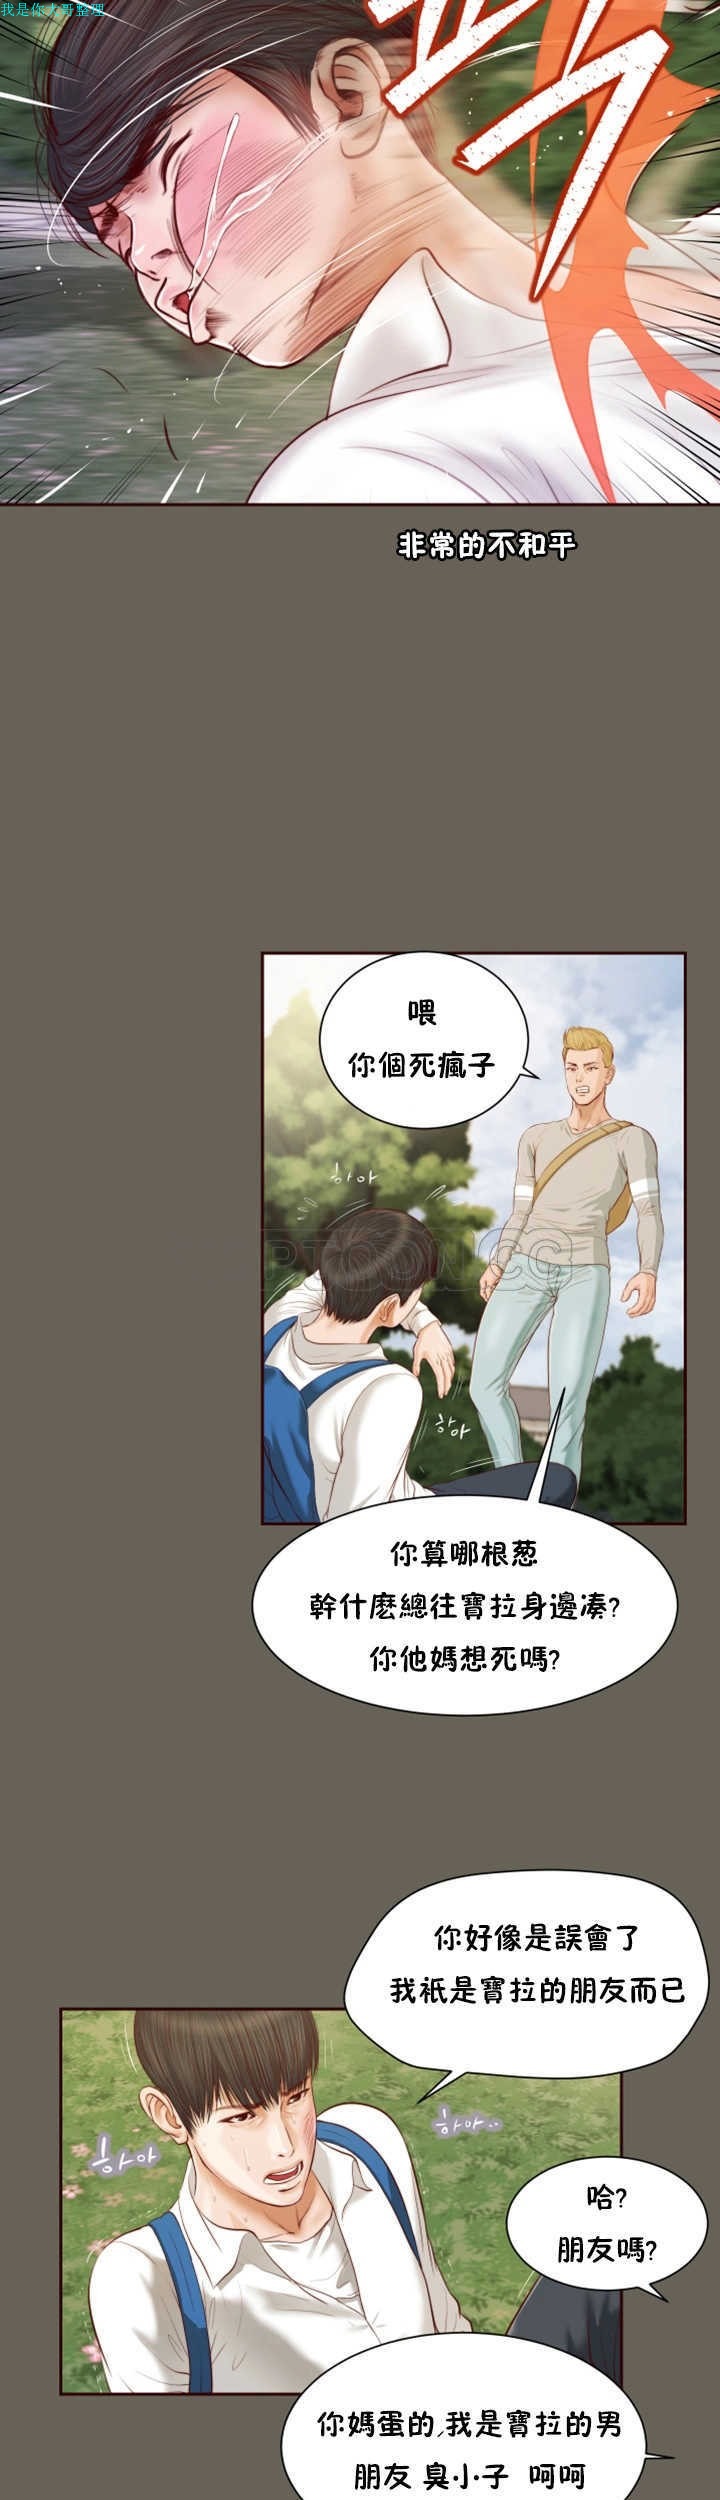 我是你大哥整理
퍽
非常的不和平
喂
你個死瘋子
하아
하아
你算哪根葱
幹什麽總往寶拉身邊凑?
你他媽想死嗎?
你好像是誤會了
我衹是寶拉的朋友而已
하아
하아..
哈?
朋友嗎?
你媽蛋的,我是寶拉的男
朋友 臭小子 呵呵